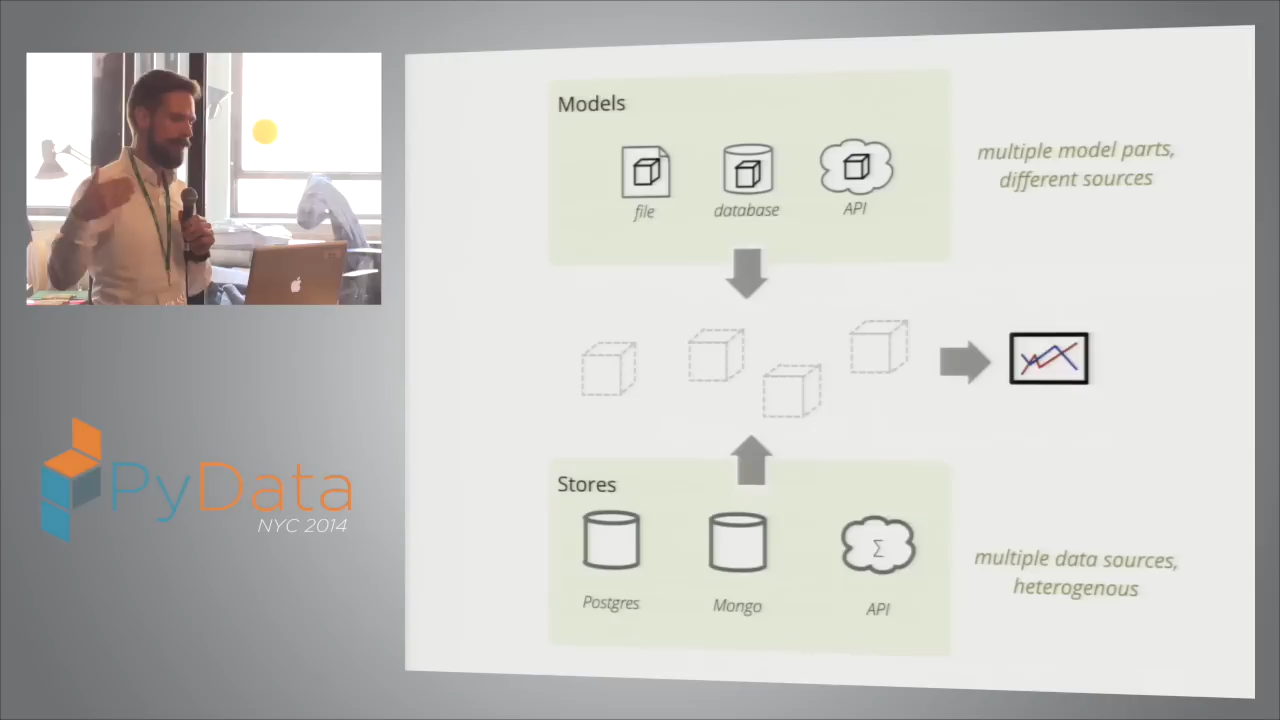 Models
file
database
API
multiple model parts,
different sources
Stores
Postgres
Mongo
Σ
API
multiple data sources,
heterogenous
PyData
NYC 2014